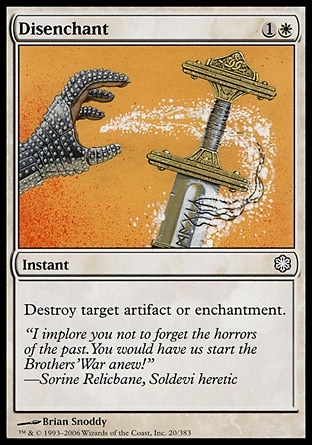 Disenchant 1
Instant
Destroy target artifact or enchantment.
“I implore you not to forget the horrors
of the past. You would have us start the
Brothers’ War anew!”
—Sorine Relicbane, Soldevi heretic
Brian Snoddy
™ & © 1993–2006 Wizards of the Coast, Inc. 20/383